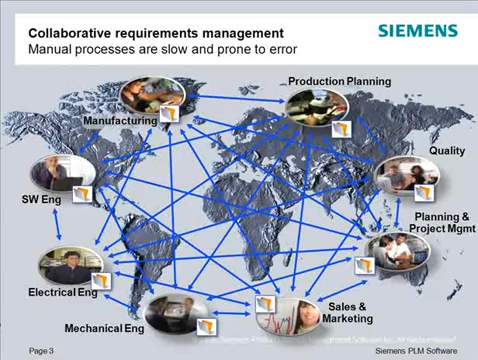 Collaborative requirements management
Manual processes are slow and prone to error
SIEMENS
Production Planning
Manufacturing
Quality
SW Eng
Planning &
Project Mgmt
Electrical Eng
Sales &
Marketing
Mechanical Eng
Page 3
Siemens PLM Software